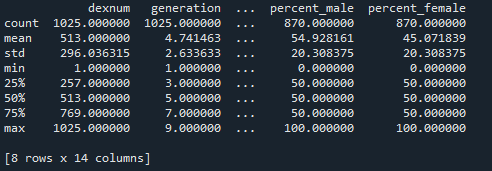 dexnum generation ... percent_male percent_female
count 1025.000000 1025.000000 ... 870.000000 870.000000
mean 513.000000 4.741463 ... 54.928161 45.071839
std 296.036315 2.633633 ... 20.308375 20.308375
min 1.000000 1.000000 ... 0.000000 0.000000
25% 257.000000 3.000000 ... 50.000000 50.000000
50% 513.000000 5.000000 ... 50.000000 50.000000
75% 769.000000 7.000000 ... 50.000000 50.000000
max 1025.000000 9.000000 ... 100.000000 100.000000
[8 rows x 14 columns]